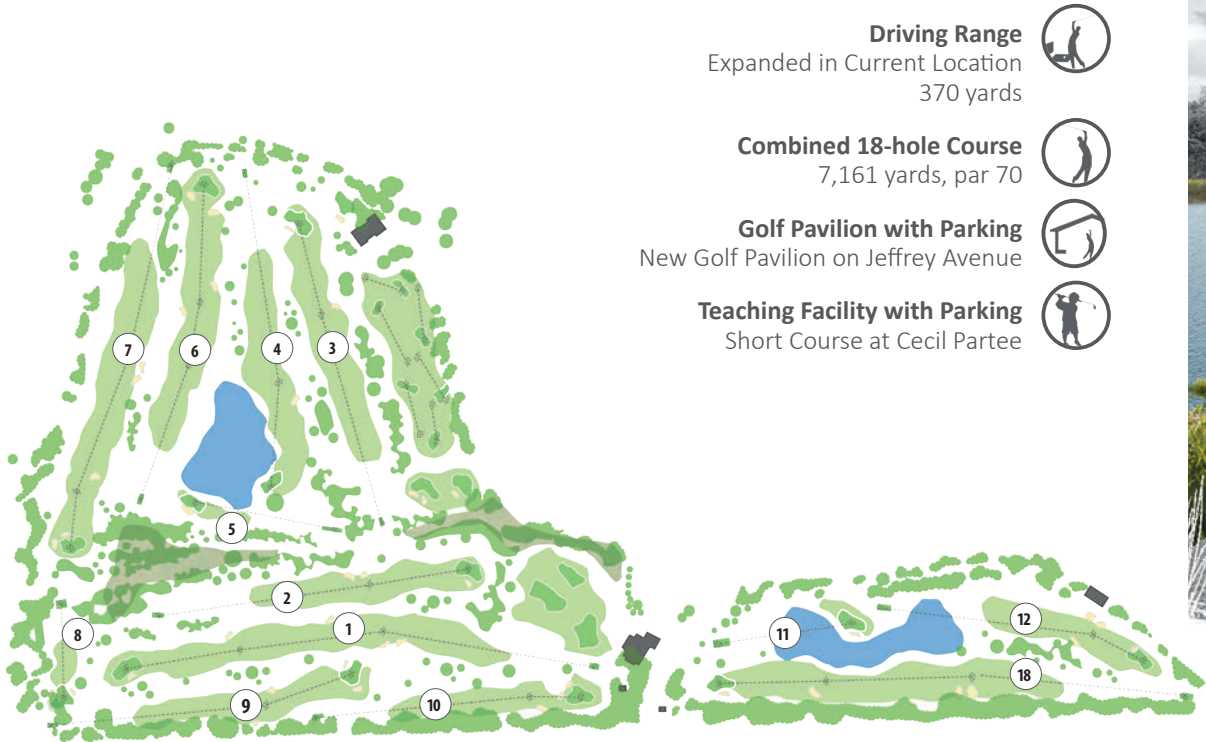 Driving Range
Expanded in Current Location
370 yards
Combined 18-hole Course
7,161 yards, par 70
Golf Pavilion with Parking
New Golf Pavilion on Jeffrey Avenue
Teaching Facility with Parking
Short Course at Cecil Partee
7
6
4
3
5
2
1
8
9
10
11
12
18